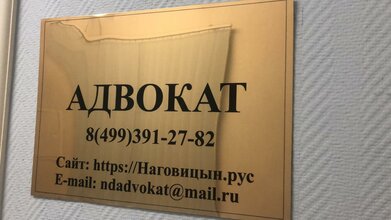 АДВОКАТ
8(499)391-27-82
Сайт: https://Наговицын.рус
E-mail: ndadvokat@mail.ru